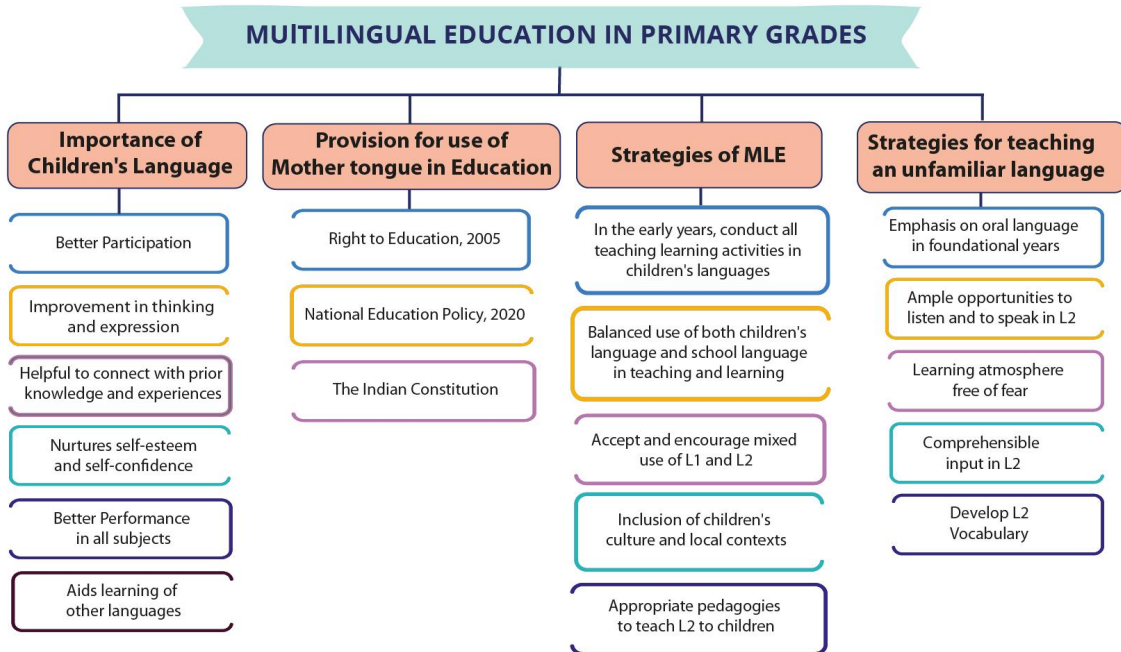 MUlTILINGUAL EDUCATION IN PRIMARY GRADES
Importance of
Children's Language
Better Participation
Improvement in thinking
and expression
Helpful to connect with prior
knowledge and experiences
Nurtures self-esteem
and self-confidence
Better Performance
in all subjects
Aids learning of
other languages
Provision for use of
Mother tongue in Education
Right to Education, 2005
National Education Policy, 2020
The Indian Constitution
Strategies of MLE
In the early years, conduct all
teaching learning activities in
children's languages
Balanced use of both children's
language and school language
in teaching and learning
Accept and encourage mixed
use of L1 and L2
Inclusion of children's
culture and local contexts
Appropriate pedagogies
to teach L2 to children
Strategies for teaching
an unfamiliar language
Emphasis on oral language
in foundational years
Ample opportunities to
listen and to speak in L2
Learning atmosphere
free of fear
Comprehensible
input in L2
Develop L2
Vocabulary